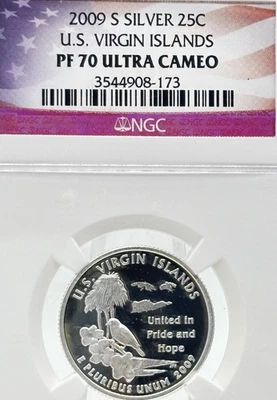 2009 S SILVER 25C
U.S. VIRGIN ISLANDS
PF 70 ULTRA CAMEO
3544908-173
NGC
U.S. VIRGIN ISLANDS
United in
Pride and
Hope
E PLURIBUS UNUM 2009